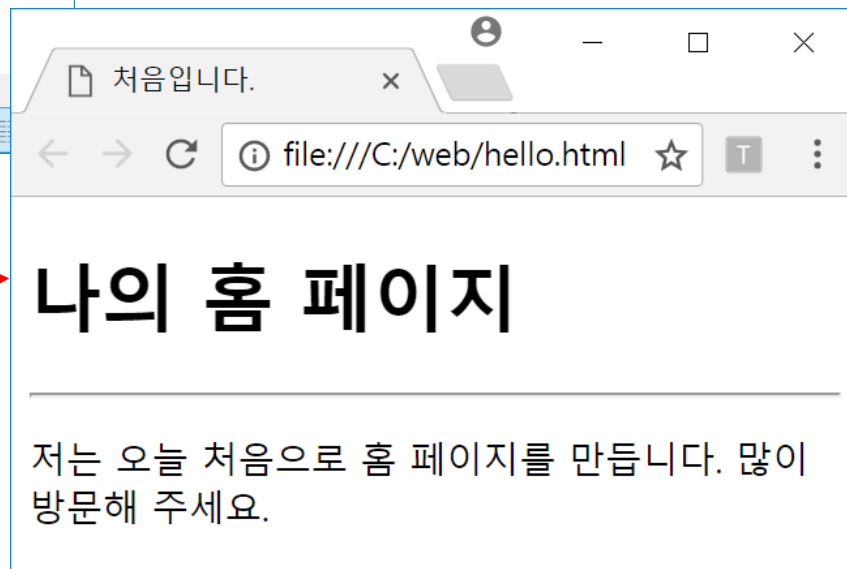 처음입니다.
file:///C:/web/hello.html
T
나의 홈 페이지
저는 오늘 처음으로 홈 페이지를 만듭니다. 많이
방문해 주세요.